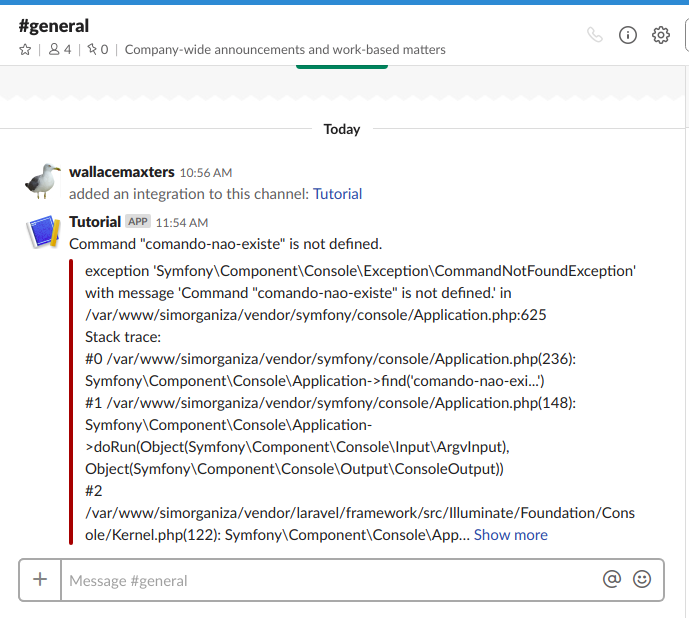 #general
4 | 0 | Company-wide announcements and work-based matters
Today
wallacemaxters 10:56 AM
added an integration to this channel: Tutorial
Tutorial APP 11:54 AM
Command "comando-nao-existe" is not defined.
exception 'Symfony\Component\Console\Exception\CommandNotFoundException'
with message 'Command "comando-nao-existe" is not defined.' in
/var/www/simorganiza/vendor/symfony/console/Application.php:625
Stack trace:
#0 /var/www/simorganiza/vendor/symfony/console/Application.php(236):
Symfony\Component\Console\Application->find('comando-nao-exi...')
#1 /var/www/simorganiza/vendor/symfony/console/Application.php(148):
Symfony\Component\Console\Application-
>doRun(Object(Symfony\Component\Console\Input\ArgvInput),
Object(Symfony\Component\Console\Output\ConsoleOutput))
#2
/var/www/simorganiza/vendor/laravel/framework/src/Illuminate/Foundation/Cons
ole/Kernel.php(122): Symfony\Component\Console\App... Show more
Message #general